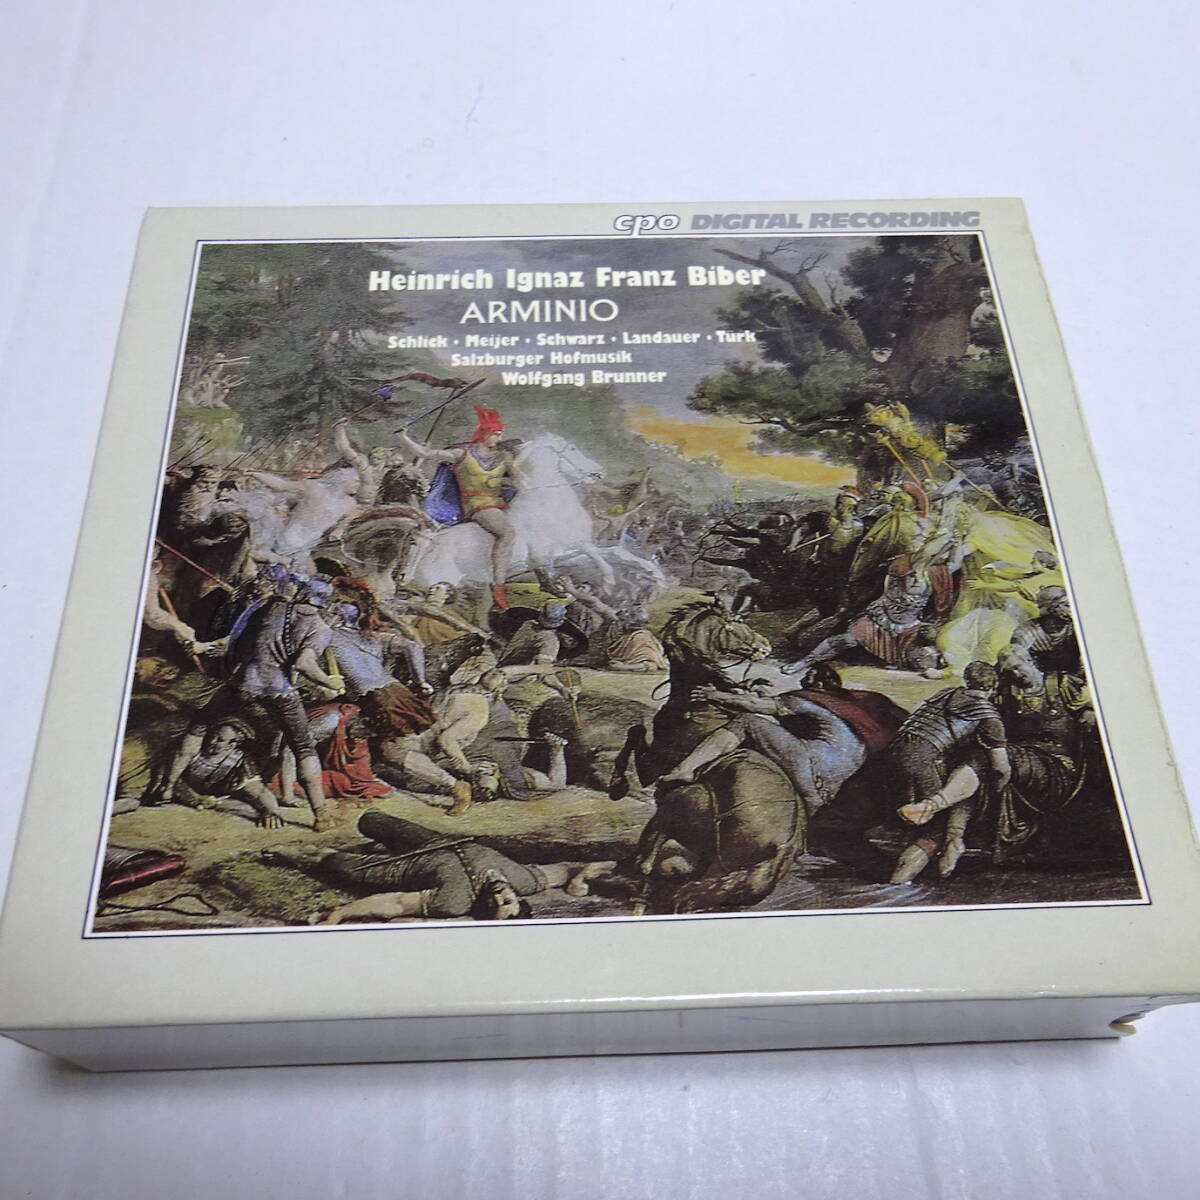 cpo DIGITAL RECORDING
Heinrich Ignaz Franz Biber
ARMINIO
Schlick · Meijer · Schwarz · Landauer · Türk
Salzburger Hofmusik
Wolfgang Brunner